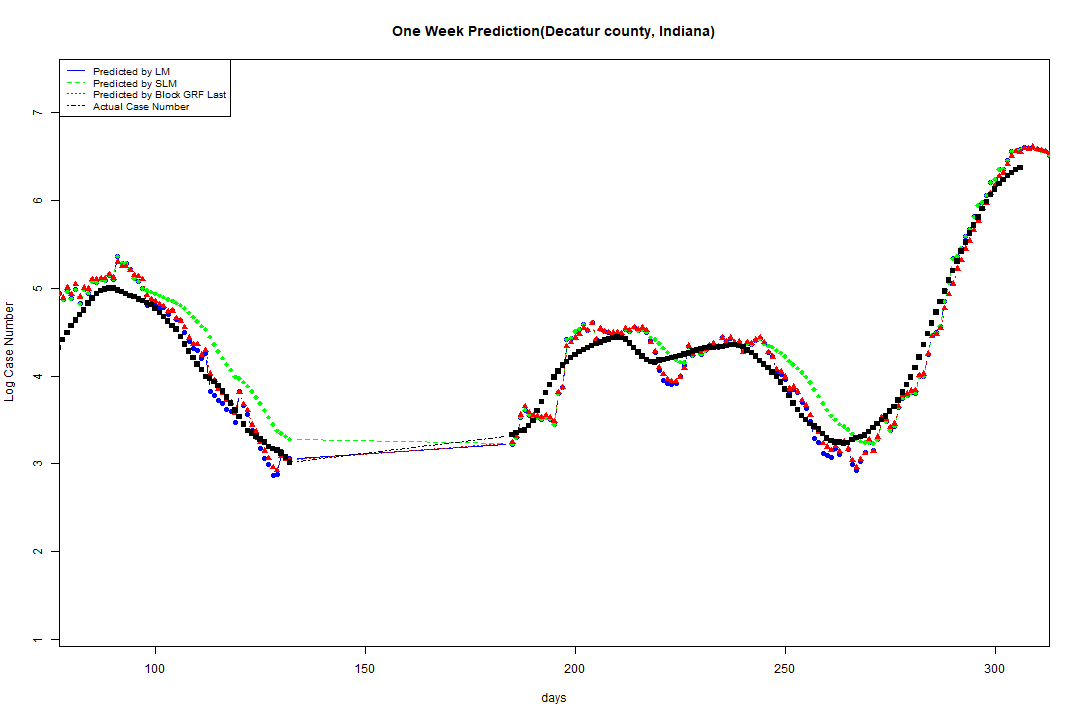 One Week Prediction(Decatur county, Indiana)
Predicted by LM
Predicted by SLM
Predicted by Block GRF Last
Actual Case Number
7
6
5
4
3
2
1
Log Case Number
100 150 200 250 300
days